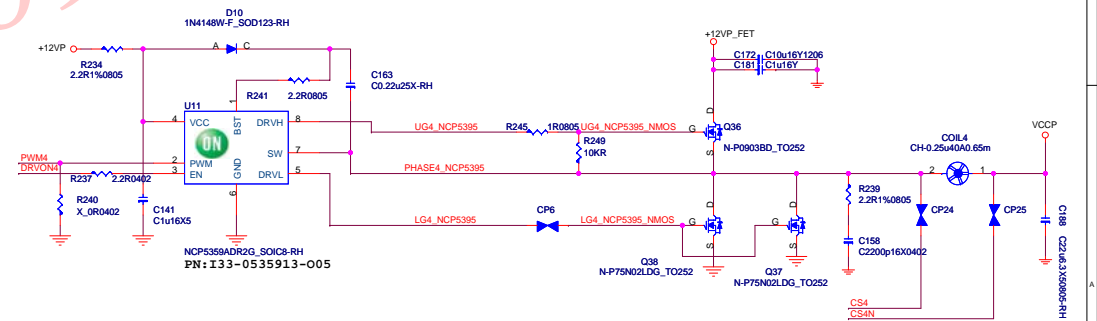 D10
1N4148W-F_SOD123-RH
+12VP
A
C
R234
2.2R1%0805
+12VP_FET
C172
C10u16Y1206
C181
C1u16Y
C163
C0.22u25X-RH
R241
2.2R0805
U11
1
4
VCC
BST
DRVH
8
ON
UG4_NCP5395
R245
1R0805
UG4_NCP5395_NMOS
D
G
Q36
S
N-P0903BD_TO252
R249
10KR
VCCP
COIL4
CH-0.25u40A0.65m
PWM4
2
PWM
SW
7
DRVON4
3
EN
GND
DRVL
5
PHASE4_NCP5395
2
1
R237
2.2R0402
6
R240
X_0R0402
C141
C1u16X5
LG4_NCP5395
CP6
LG4_NCP5395_NMOS
D
G
S
D
G
S
R239
2.2R1%0805
CP24
CP25
C158
C2200p16X0402
C188
C22u6.3X50805-RH
NCP5359ADR2G_SOIC8-RH
PN:I33-0535913-O05
Q38
N-P75N02LDG_TO252
Q37
N-P75N02LDG_TO252
CS4
CS4N
A